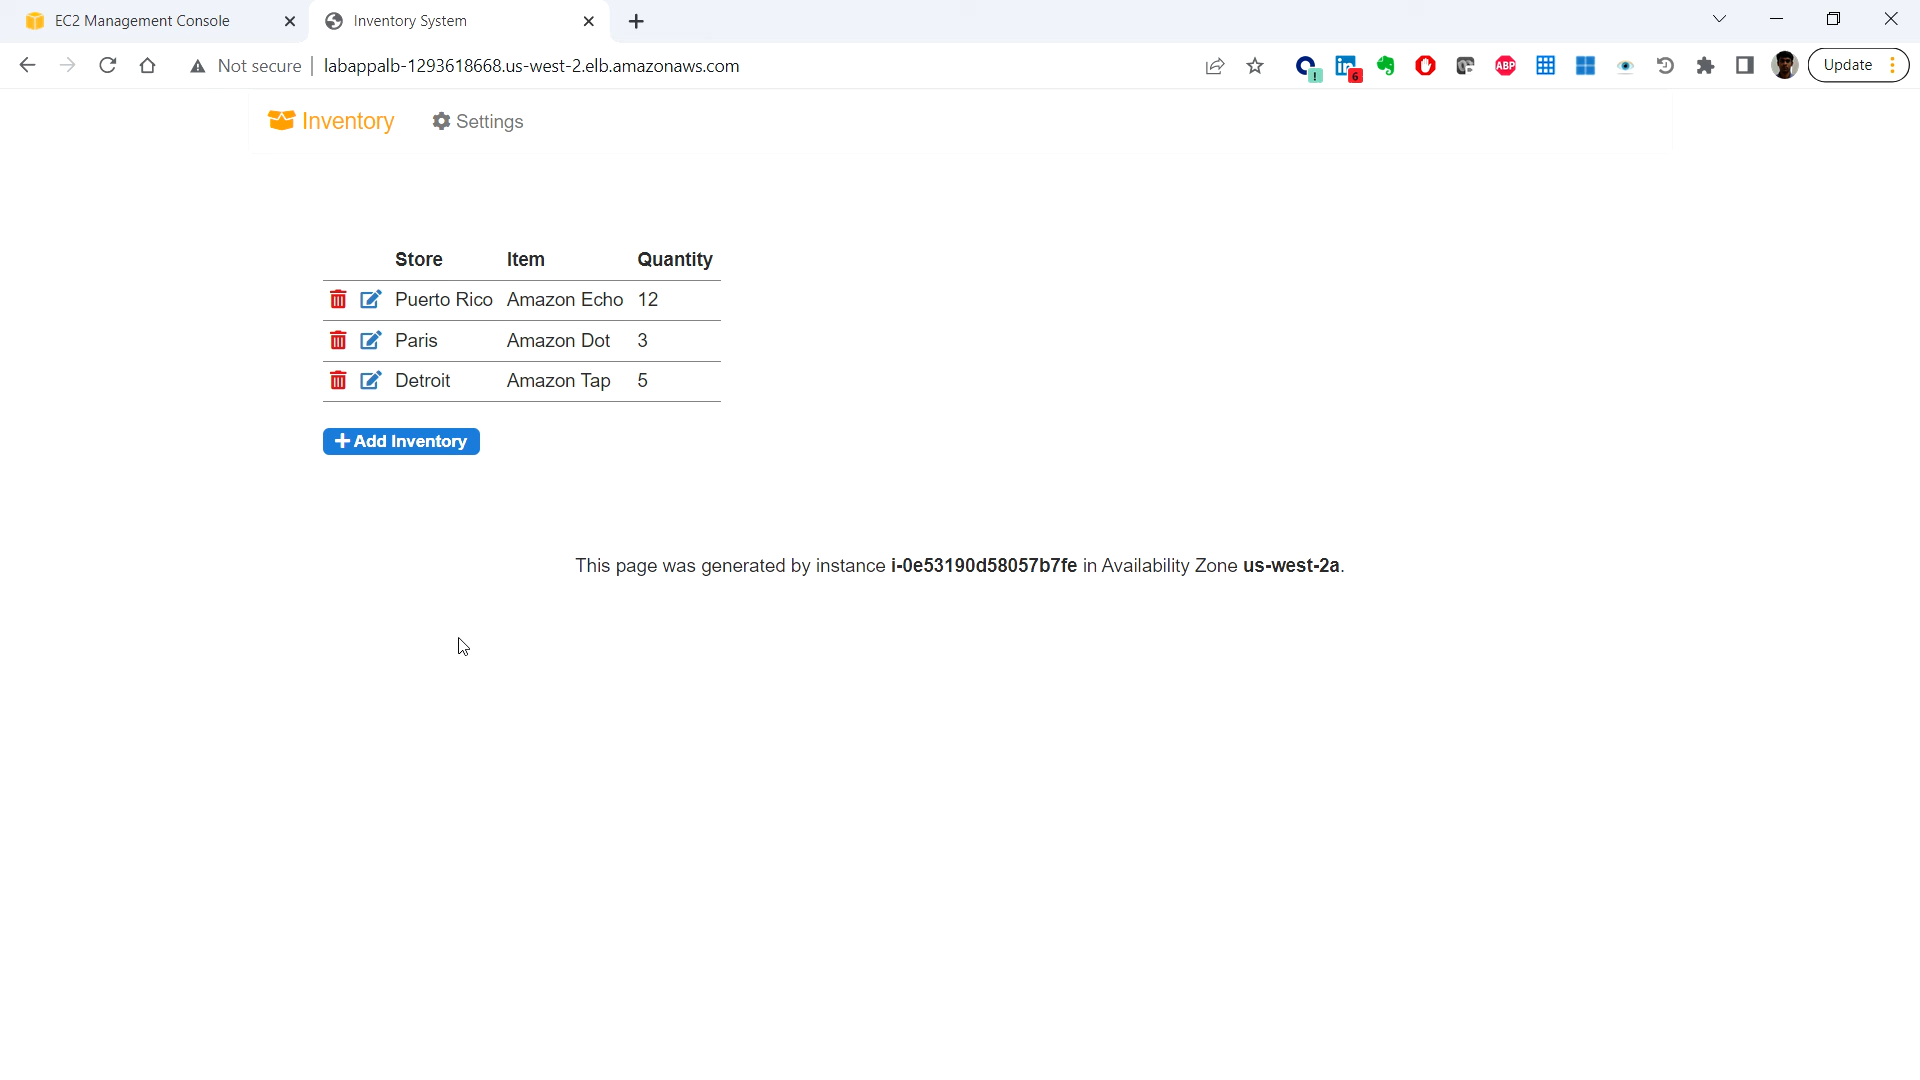 EC2 Management Console
Inventory System
Not secure labappalb-1293618668.us-west-2.elb.amazonaws.com
6
ABP
Update
Inventory Settings
Store Item Quantity
Puerto Rico Amazon Echo 12
Paris Amazon Dot 3
Detroit Amazon Tap 5
+ Add Inventory
This page was generated by instance i-0e53190d58057b7fe in Availability Zone us-west-2a.